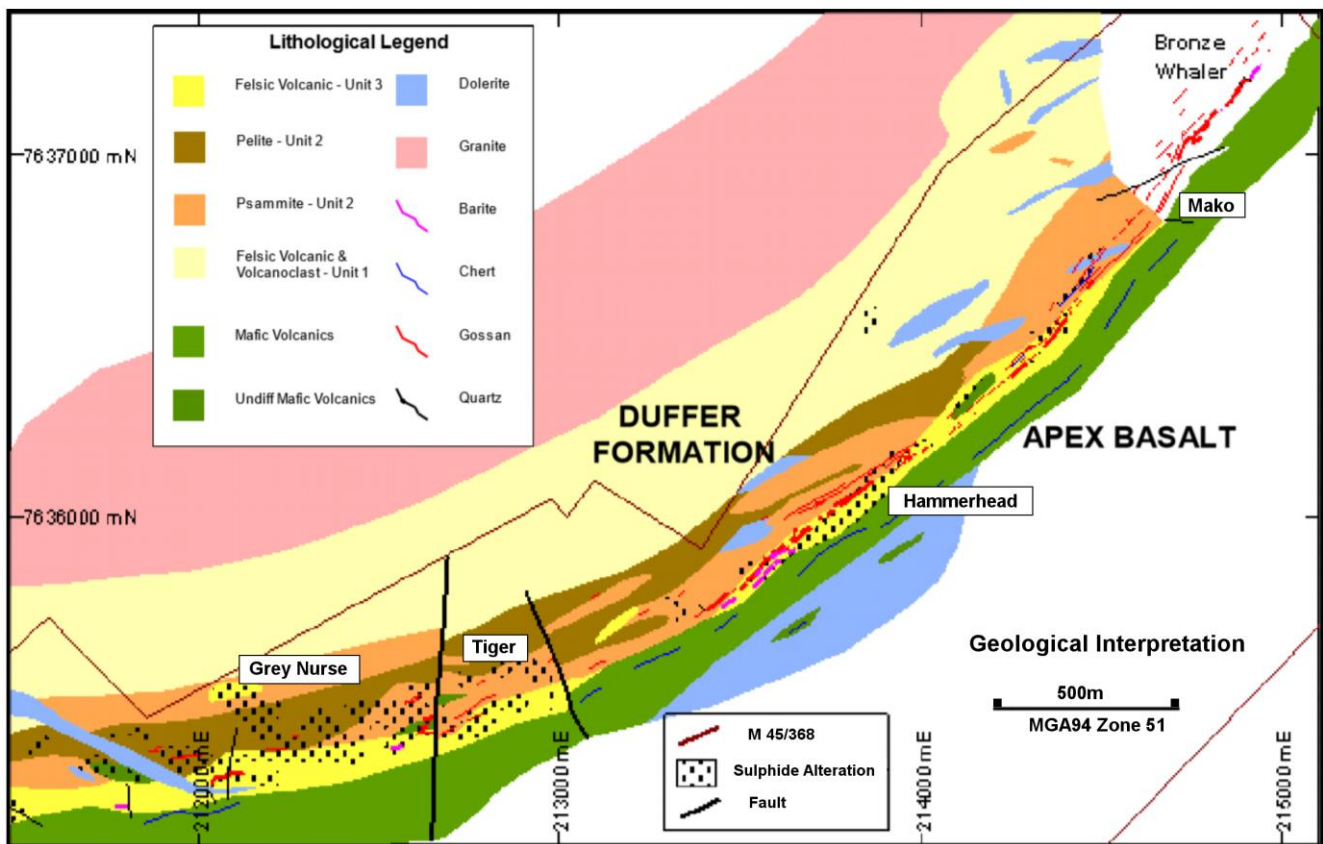 Lithological Legend
Felsic Volcanic - Unit 3
Pelite - Unit 2
Psammite - Unit 2
Felsic Volcanic &
Volcanoclast - Unit 1
Mafic Volcanics
Undiff Mafic Volcanics
Dolerite
Granite
Barite
Chert
Gossan
Quartz
Bronze
Whaler
7637000 mN
Mako
DUFFER
FORMATION
APEX BASALT
Hammerhead
7636000 mN
Grey Nurse
Tiger
Geological Interpretation
500m
MGA94 Zone 51
M 45/368
Sulphide Alteration
Fault
212000mE
213000mE
214000mE
215000mE